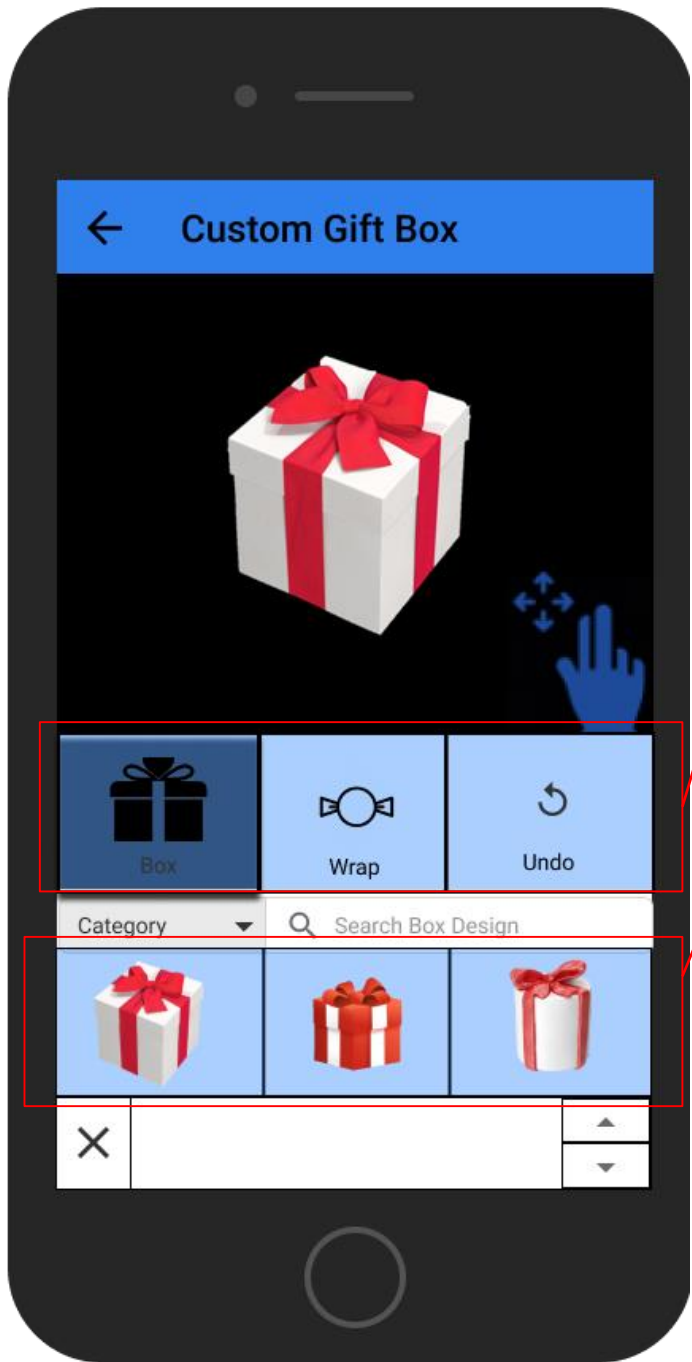 Custom Gift Box
Box
Wrap
Undo
Category
Search Box Design